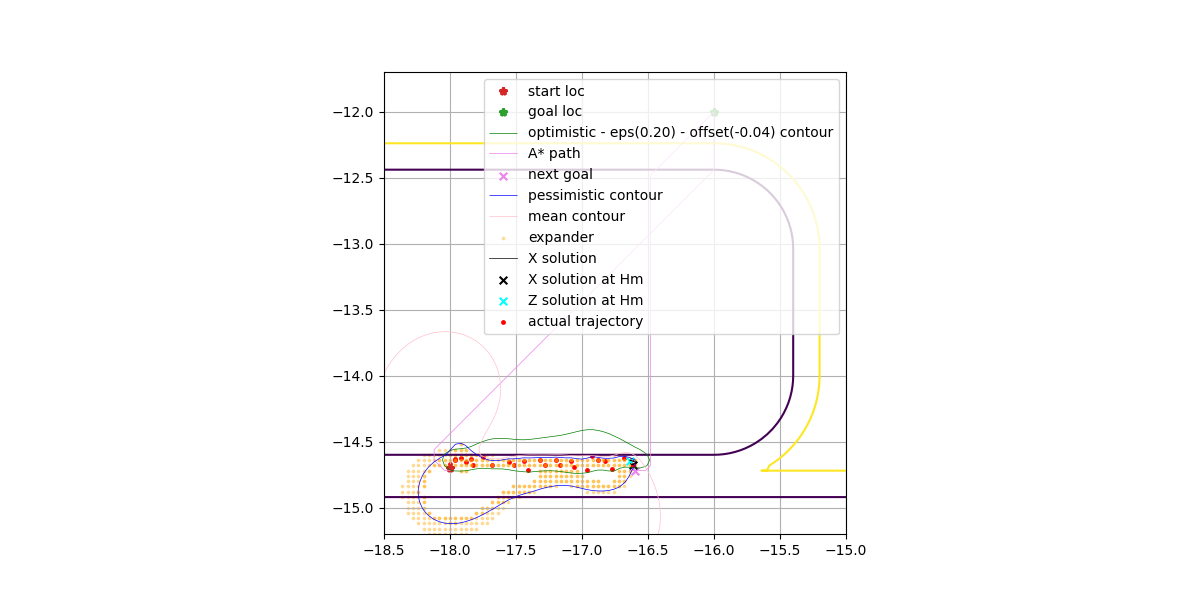 −12.0
−12.5
−13.0
−13.5
−14.0
−14.5
−15.0
start loc
goal loc
optimistic - eps(0.20) - offset(-0.04) contour
A* path
next goal
pessimistic contour
mean contour
expander
X solution
X solution at Hm
Z solution at Hm
actual trajectory
−18.5 −18.0 −17.5 −17.0 −16.5 −16.0 −15.5 −15.0